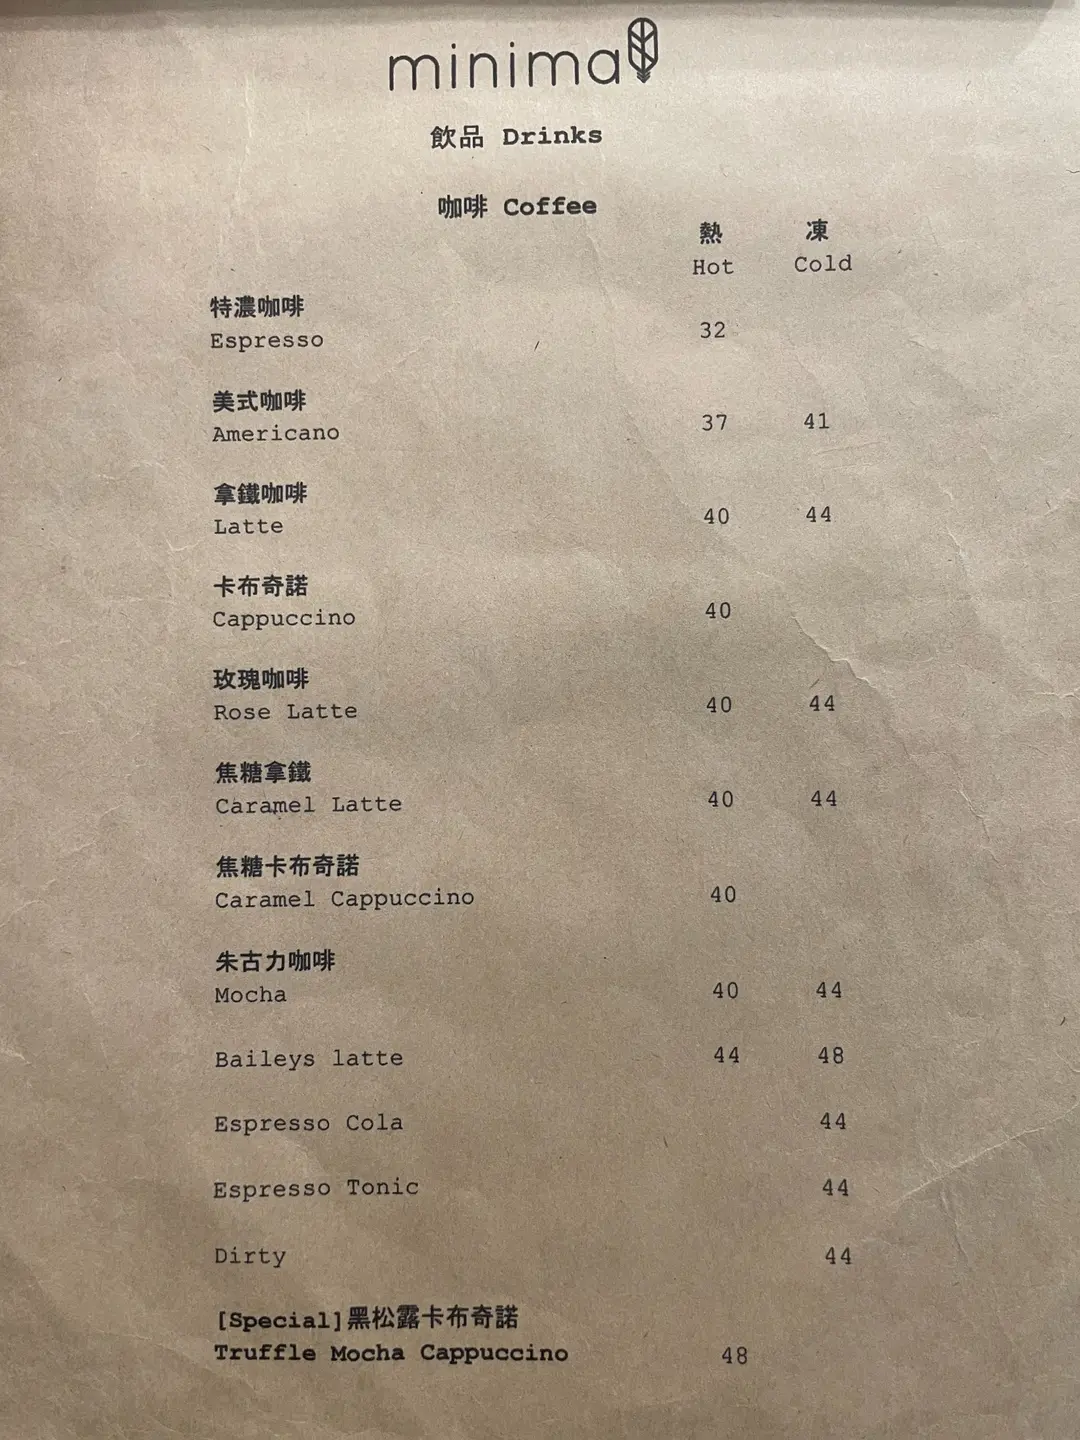 minimal
飲品 Drinks
咖啡 Coffee
熱 凍
Hot Cold
特濃咖啡
Espresso 32
美式咖啡
Americano 37 41
拿鐵咖啡
Latte 40 44
卡布奇諾
Cappuccino 40
玫瑰咖啡
Rose Latte 40 44
焦糖拿鐵
Caramel Latte 40 44
焦糖卡布奇諾
Caramel Cappuccino 40
朱古力咖啡
Mocha 40 44
Baileys latte 44 48
Espresso Cola 44
Espresso Tonic 44
Dirty 44
[Special]黑松露卡布奇諾
Truffle Mocha Cappuccino 48